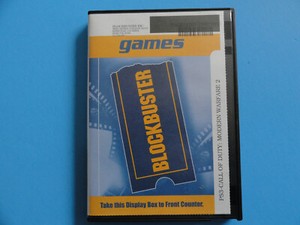 games
BLOCKBUSTER
PS3-CALL OF DUTY: MODERN WARFARE 2
Take this Display Box to Front Counter.